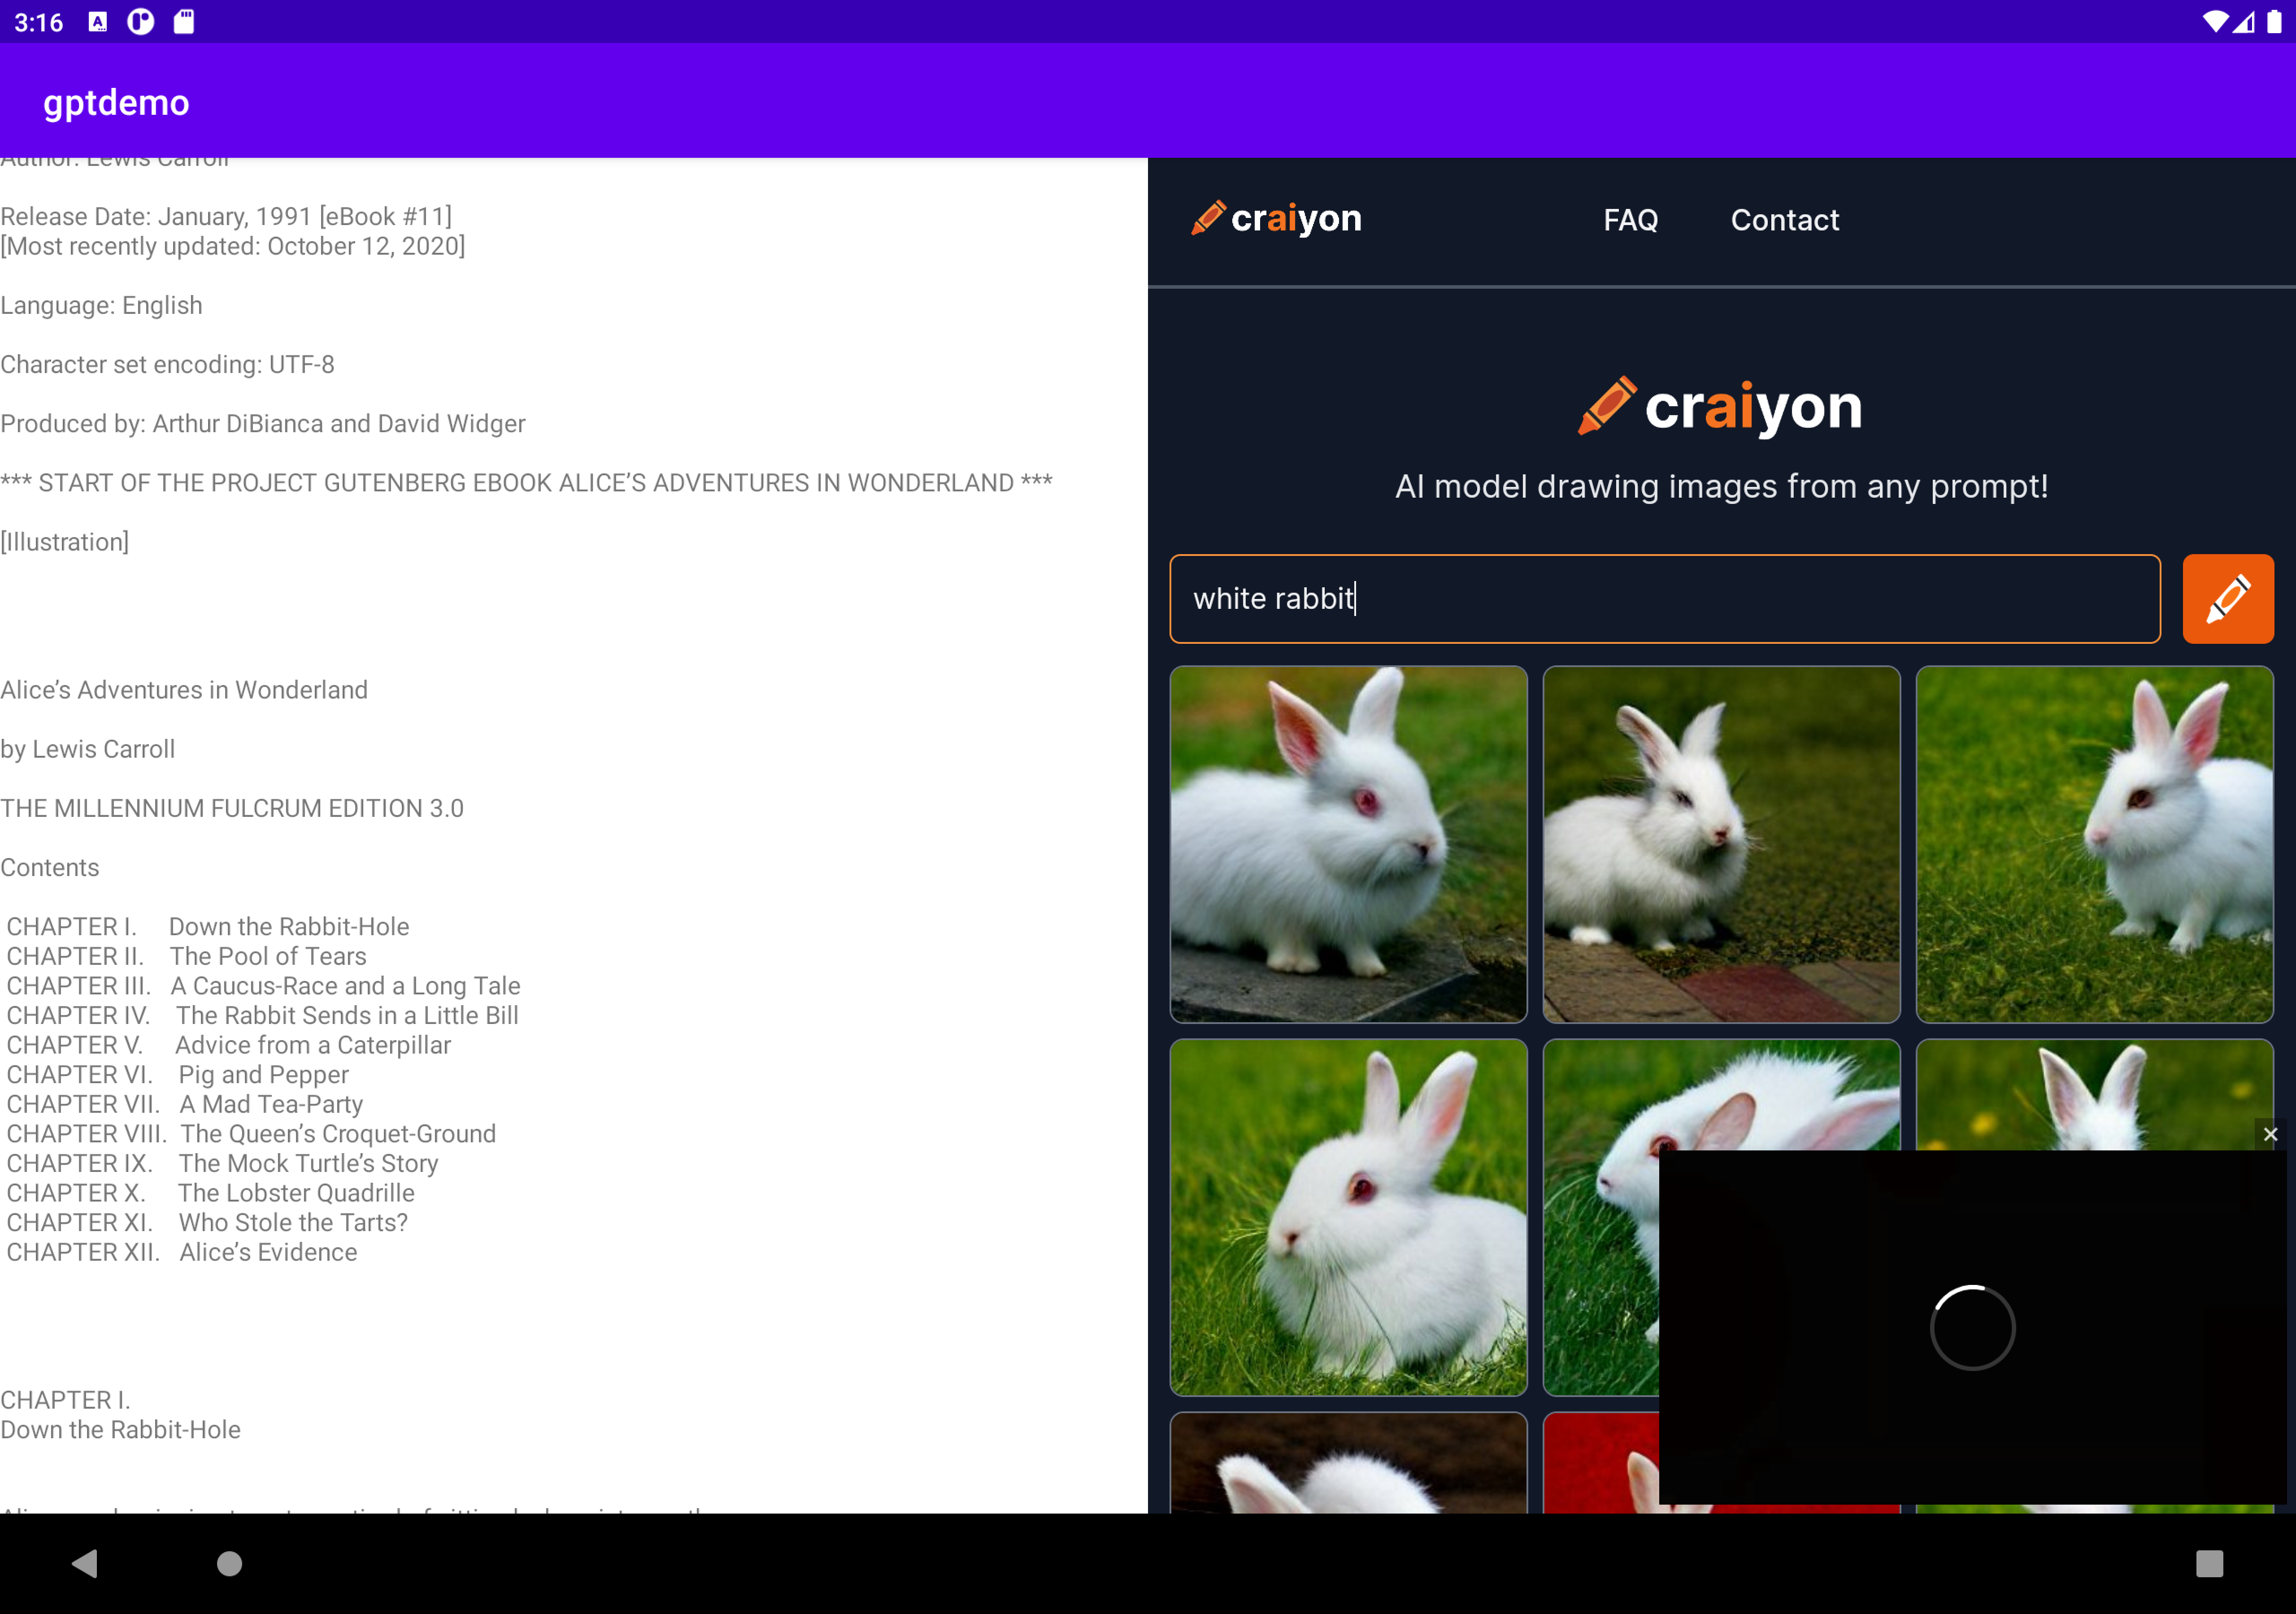 3:16
gptdemo
Author: Lewis Carroll
Release Date: January, 1991 [eBook #11]
[Most recently updated: October 12, 2020]
Language: English
Character set encoding: UTF-8
Produced by: Arthur DiBianca and David Widger
*** START OF THE PROJECT GUTENBERG EBOOK ALICE’S ADVENTURES IN WONDERLAND ***
[Illustration]
Alice’s Adventures in Wonderland
by Lewis Carroll
THE MILLENNIUM FULCRUM EDITION 3.0
Contents
CHAPTER I. Down the Rabbit-Hole
CHAPTER II. The Pool of Tears
CHAPTER III. A Caucus-Race and a Long Tale
CHAPTER IV. The Rabbit Sends in a Little Bill
CHAPTER V. Advice from a Caterpillar
CHAPTER VI. Pig and Pepper
CHAPTER VII. A Mad Tea-Party
CHAPTER VIII. The Queen’s Croquet-Ground
CHAPTER IX. The Mock Turtle’s Story
CHAPTER X. The Lobster Quadrille
CHAPTER XI. Who Stole the Tarts?
CHAPTER XII. Alice’s Evidence
CHAPTER I.
Down the Rabbit-Hole
craiyon
FAQ
Contact
craiyon
AI model drawing images from any prompt!
white rabbit